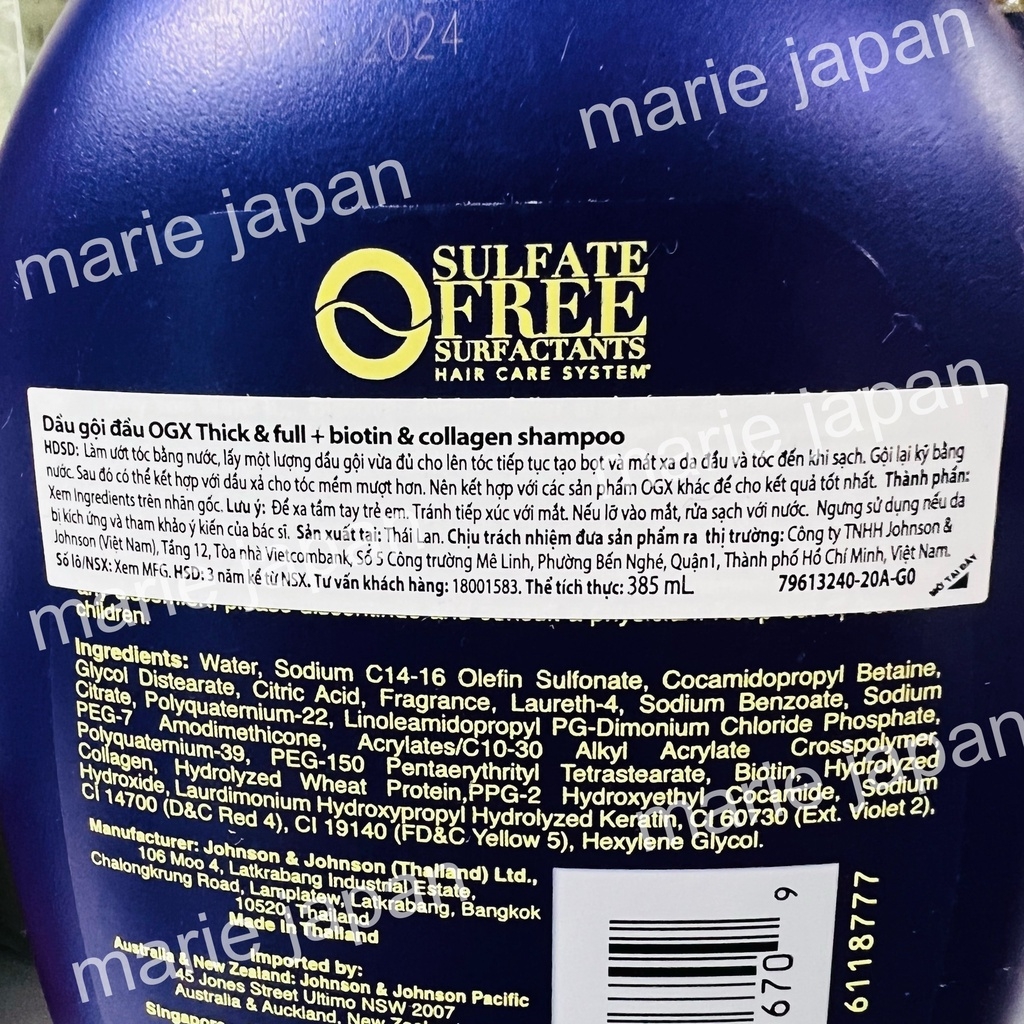 2024
marie japan
marie japan
SULFATE
FREE
SURFACTANTS
HAIR CARE SYSTEM
marie japan
Dầu gội đầu OGX Thick & full + biotin & collagen shampoo
HDSD: Làm ướt tóc bằng nước, lấy một lượng dầu gội vừa đủ cho lên tóc tiếp tục tạo bọt và mát xa da đầu và tóc đến khi sạch. Gội lại kỹ bằng
nước. Sau đó có thể kết hợp với dầu xả cho tóc mềm mượt hơn. Nên kết hợp với các sản phẩm OGX khác để cho kết quả tốt nhất. Thành phần:
Xem Ingredients trên nhãn gốc. Lưu ý: Để xa tầm tay trẻ em. Tránh tiếp xúc với mắt. Nếu lỡ vào mắt, rửa sạch với nước. Ngưng sử dụng nếu da
bị kích ứng và tham khảo ý kiến của bác sĩ. Sản xuất tại: Thái Lan. Chịu trách nhiệm đưa sản phẩm ra thị trường: Công ty TNHH Johnson &
Johnson (Việt Nam), Tầng 12, Tòa nhà Vietcombank, Số 5 Công trường Mê Linh, Phường Bến Nghé, Quận1, Thành phố Hồ Chí Minh, Việt Nam.
Số lô/NSX: Xem MFG. HSD: 3 năm kể từ NSX. Tư vấn khách hàng: 18001583. Thể tích thực: 385 mL
79613240-20A-G0
MỞ TẠI ĐÂY
marie japan
children.
Ingredients: Water, Sodium C14-16 Olefin Sulfonate, Cocamidopropyl Betaine,
Glycol Distearate, Citric Acid, Fragrance, Laureth-4, Sodium Benzoate, Sodium
Citrate, Polyquaternium-22, Linoleamidopropyl PG-Dimonium Chloride Phosphate,
PEG-7 Amodimethicone, Acrylates/C10-30 Alkyl Acrylate Crosspolymer,
Polyquaternium-39, PEG-150 Pentaerythrityl Tetrastearate, Biotin, Hydrolyzed
Collagen, Hydrolyzed Wheat Protein,PPG-2 Hydroxyethyl Cocamide, Sodium
Hydroxide, Laurdimonium Hydroxypropyl Hydrolyzed Keratin, CI 60730 (Ext. Violet 2),
CI 14700 (D&C Red 4), CI 19140 (FD&C Yellow 5), Hexylene Glycol.
marie japan
Manufacturer: Johnson & Johnson (Thailand) Ltd.,
106 Moo 4, Latkrabang Industrial Estate,
Chalongkrung Road, Lamplatew, Latkrabang, Bangkok
10520, Thailand
Made in Thailand
marie japan
Imported by:
Australia & New Zealand: Johnson & Johnson Pacific
45 Jones Street Ultimo NSW 2007
Australia & Auckland, New
Singapore
670 9
6118777